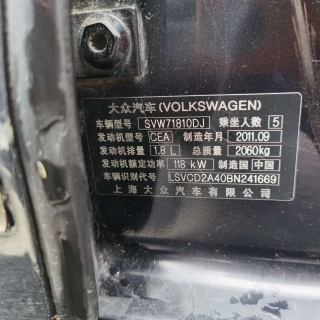 大众汽车(VOLKSWAGEN)
车辆型号 SVW71810DJ 乘坐人数 5
发动机型号 CEA 制造年月 2011.09
发动机排量 1.8 L 总质量 2060kg
发动机额定功率 118 kW 制造国 中国
车辆识别代号 LSVCD2A40BN241669
上海大众汽车有限公司